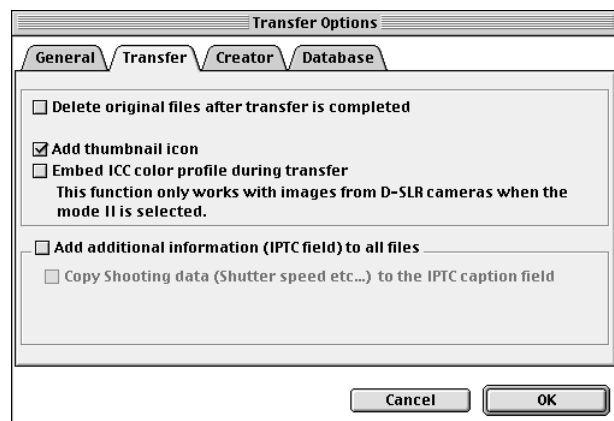 Transfer Options
General Transfer Creator Database
Delete original files after transfer is completed
Add thumbnail icon
Embed ICC color profile during transfer
This function only works with images from D-SLR cameras when the
mode II is selected.
Add additional information (IPTC field) to all files
Copy Shooting data (Shutter speed etc...) to the IPTC caption field
Cancel OK